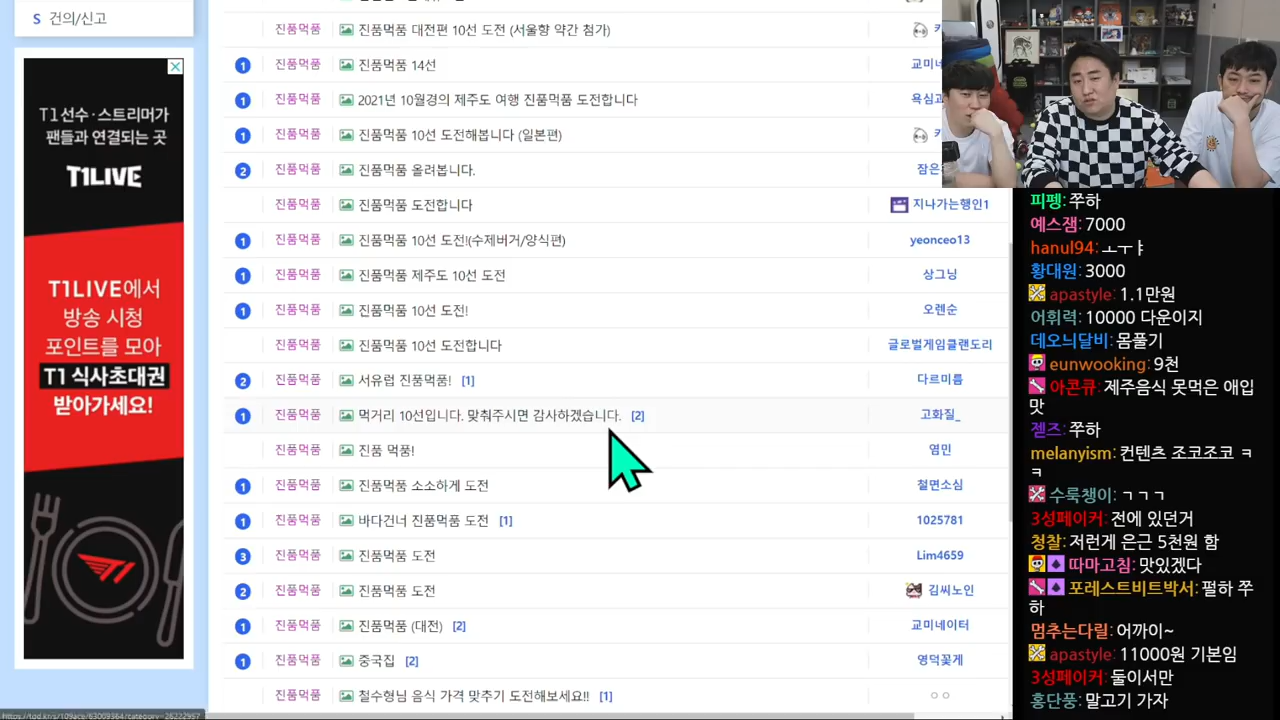 S 건의/신고
T1선수·스트리머가
팬들과 연결되는 곳
T1LIVE
T1LIVE에서
방송 시청
포인트를 모아
T1 식사초대권
받아가세요!
진품먹품 진품먹품 대전편 10선 도전 (서울향 약간 첨가)
1 진품먹품 진품먹품 14선 교미네
1 진품먹품 2021년 10월경의 제주도 여행 진품먹품 도전합니다 욕심고
1 진품먹품 진품먹품 10선 도전해봅니다 (일본편)
2 진품먹품 진품먹품 올려봅니다. 잠은
진품먹품 진품먹품 도전합니다 지나가는행인1
1 진품먹품 진품먹품 10선 도전!(수제버거/양식편) yeonceo13
1 진품먹품 진품먹품 제주도 10선 도전 상그닝
1 진품먹품 진품먹품 10선 도전! 오렌순
진품먹품 진품먹품 10선 도전합니다 글로벌게임클랜도리
2 진품먹품 서유럽 진품먹품! [1] 다르미름
1 진품먹품 먹거리 10선입니다. 맞춰주시면 감사하겠습니다. [2] 고화질_
진품먹품 진품 먹품! 염민
1 진품먹품 진품먹품 소소하게 도전 철면소심
1 진품먹품 바다건너 진품먹품 도전 [1] 1025781
3 진품먹품 진품먹품 도전 Lim4659
2 진품먹품 진품먹품 도전 김씨노인
1 진품먹품 진품먹품 (대전) [2] 교미네이터
1 진품먹품 중국집 [2] 영덕꽃게
진품먹품 침수형님 음식 가격 맞추기 도전해보세요!! [1] ㅇㅇ
피펭: 쭈하
예스잼: 7000
hanul94: ㅗㅜㅑ
황대원: 3000
apastyle: 1.1만원
어휘력: 10000 다운이지
데오늬달비: 몸풀기
eunwooking: 9천
아콘큐: 제주음식 못먹은 애입
맛
젣즈: 쭈하
melanyism: 컨텐츠 조코조코 ㅋ
ㅋ
수룩챙이: ㄱㄱㄱ
3성페이커: 전에 있던거
청찰: 저런게 은근 5천원 함
따마고침: 맛있겠다
포레스트비트박서: 펄하 쭈
하
멈추는다릴: 어까이~
apastyle: 11000원 기본임
3성페이커: 둘이서만
홍단풍: 말고기 가자